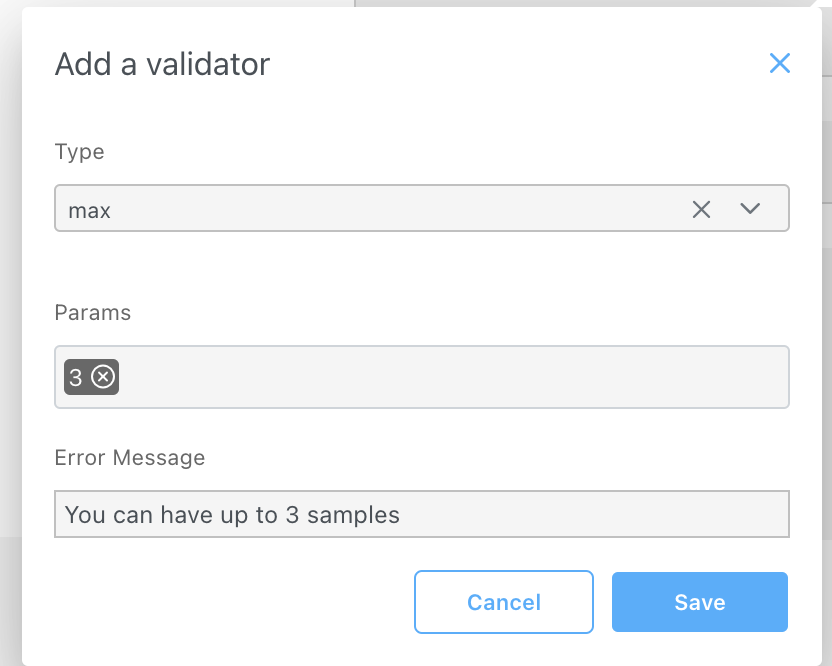 Add a validator
Type
max
Params
3
Error Message
You can have up to 3 samples
Cancel
Save